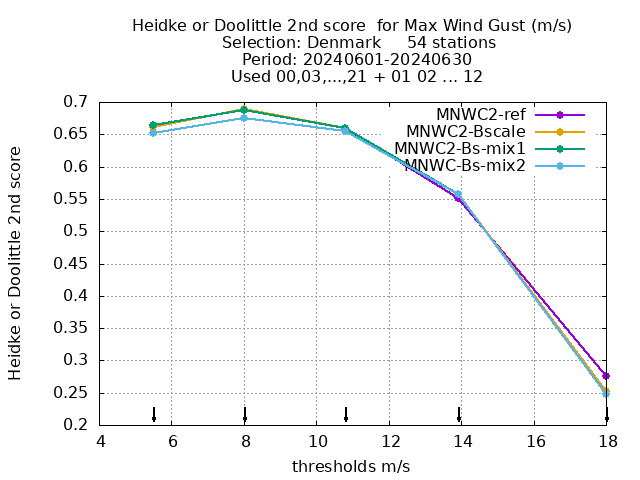 Heidke or Doolittle 2nd score  for Max Wind Gust (m/s)
Selection: Denmark     54 stations
Period: 20240601-20240630
Used 00,03,...,21 + 01 02 ... 12
MNWC2-ref
MNWC2-Bscale
MNWC2-Bs-mix1
MNWC-Bs-mix2
Heidke or Doolittle 2nd score
0.7
0.65
0.6
0.55
0.5
0.45
0.4
0.35
0.3
0.25
0.2
4 6 8 10 12 14 16 18
thresholds m/s